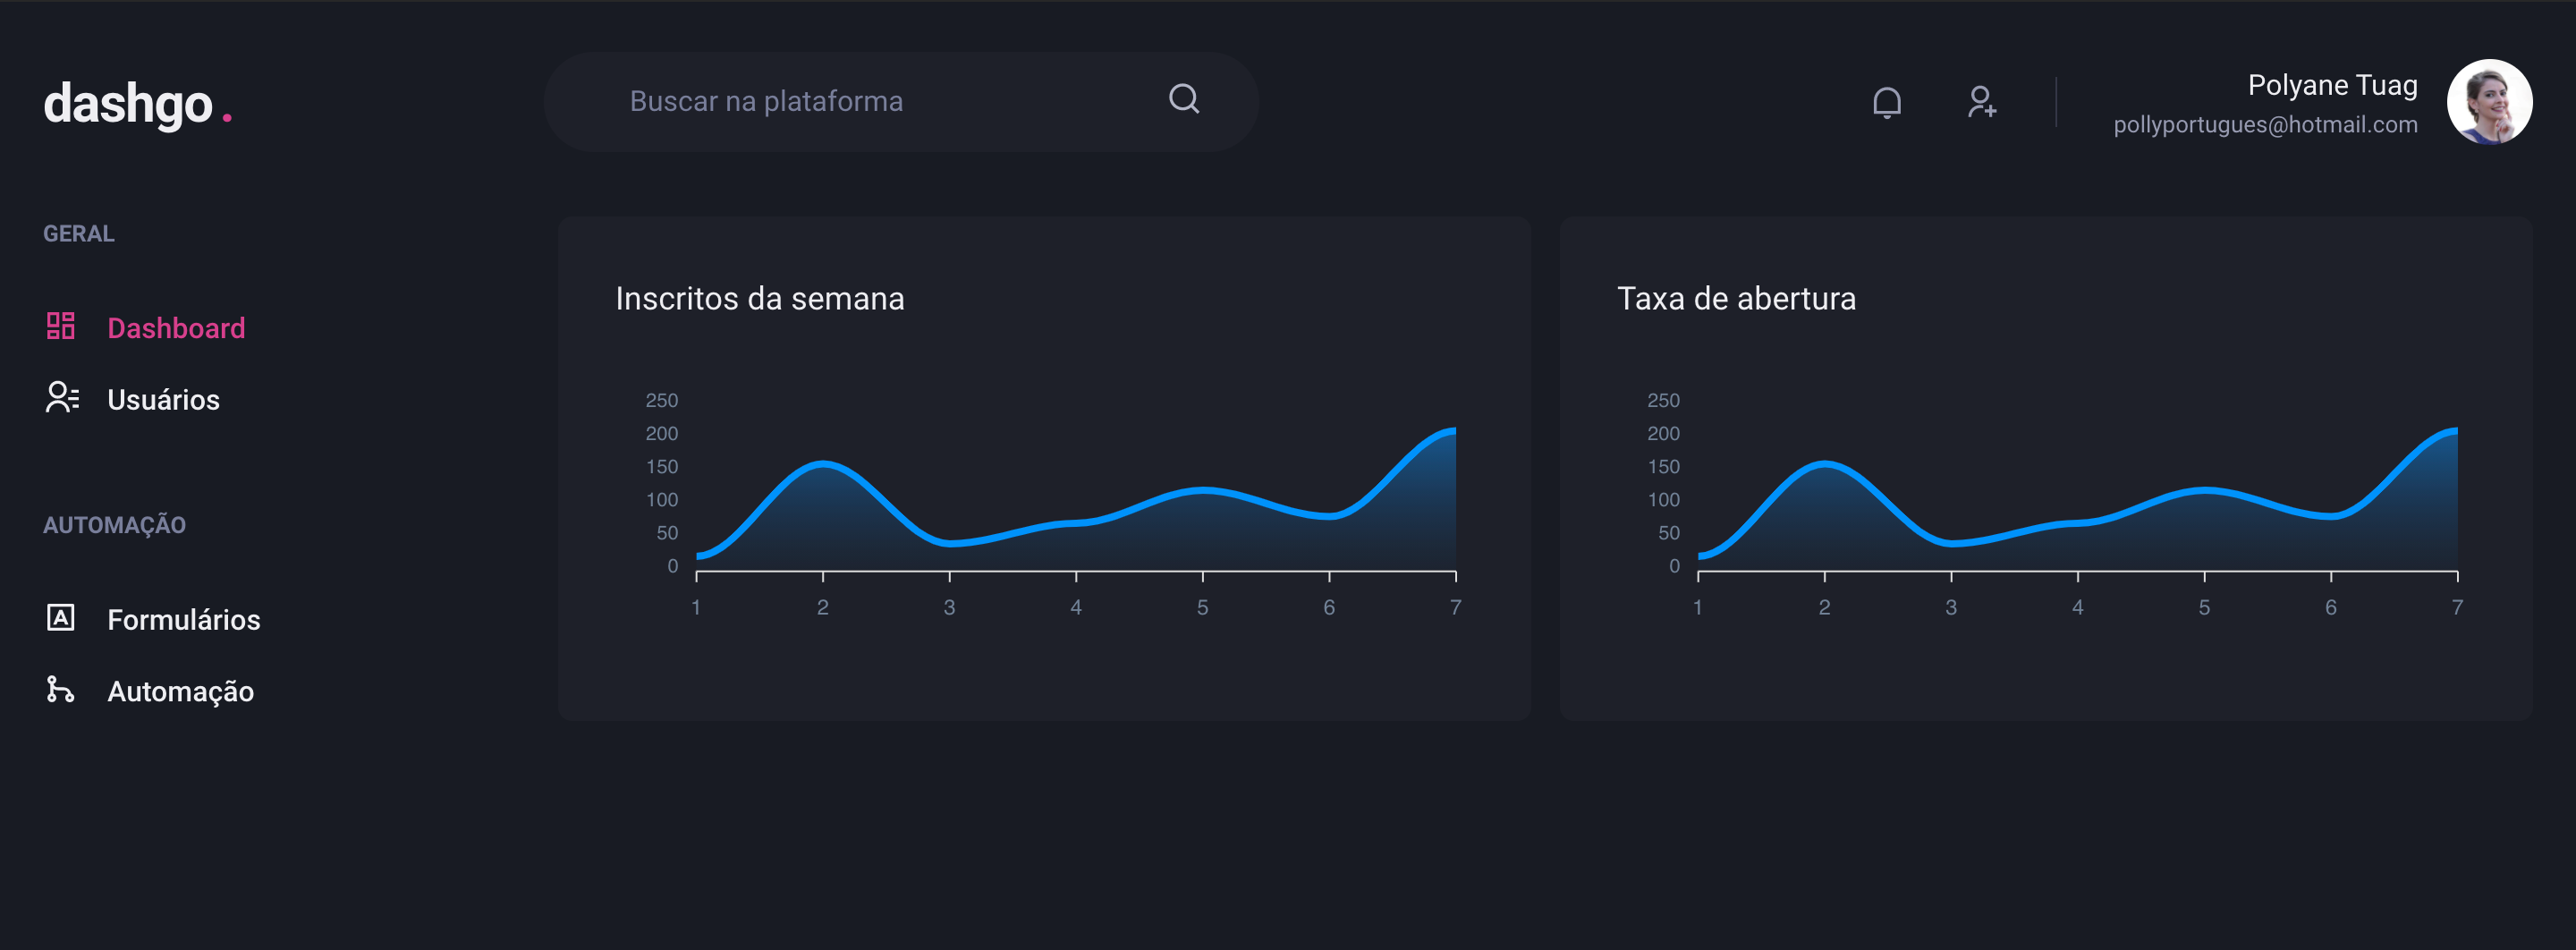 dashgo.
Buscar na plataforma
Polyane Tuag
pollyportugues@hotmail.com
GERAL
Dashboard
Usuários
AUTOMAÇÃO
Formulários
Automação
Inscritos da semana
250
200
150
100
50
0
1 2 3 4 5 6 7
Taxa de abertura
250
200
150
100
50
0
1 2 3 4 5 6 7